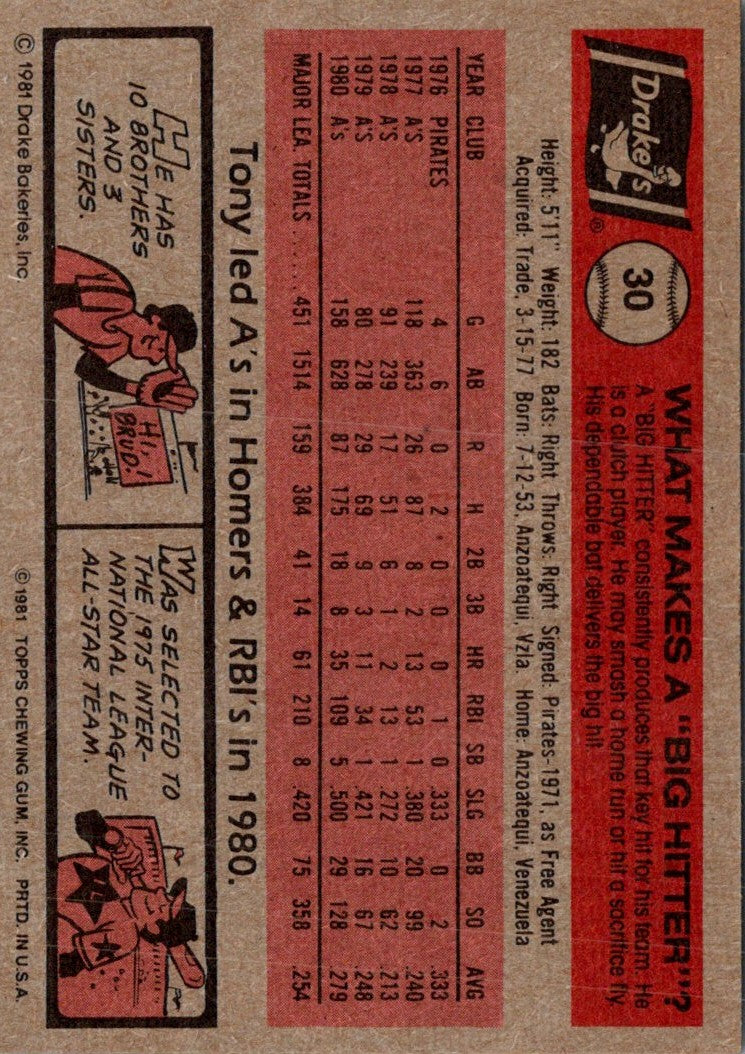 Drake's ®
30
WHAT MAKES A "BIG HITTER"?
A "BIG HITTER" consistently produces that key hit for his team. He
is a clutch player. He may smash a home run or hit a sacrifice fly.
His dependable bat delivers the big hit.
Height: 5'11" Weight: 182 Bats: Right Throws: Right Signed: Pirates-1971, as Free Agent
Acquired: Trade, 3-15-77 Born: 7-12-53, Anzoatequi, Vzla. Home: Anzoatequi, Venezuela
YEAR CLUB G AB R H 2B 3B HR RBI SB SLG BB SO AVG
1976 PIRATES 4 6 0 2 0 0 0 1 0 .333 0 2 .333
1977 A'S 118 363 26 87 8 2 13 53 1 .380 20 99 .240
1978 A'S 91 239 17 51 6 1 2 13 1 .272 10 62 .213
1979 A'S 80 278 29 69 9 3 11 34 1 .421 16 67 .248
1980 A's 158 628 87 175 18 8 35 109 5 .500 29 128 .279
MAJOR LEA. TOTALS ..... 451 1514 159 384 41 14 61 210 8 .420 75 358 .254
Tony led A's in Homers & RBI's in 1980.
HE HAS
10 BROTHERS
AND 3
SISTERS.
HI,
BRUD!
WAS SELECTED TO
THE 1975 INTER-
NATIONAL LEAGUE
ALL-STAR TEAM.
© 1981 Drake Bakeries, Inc.
© 1981 TOPPS CHEWING GUM, INC. PRTD. IN U.S.A.